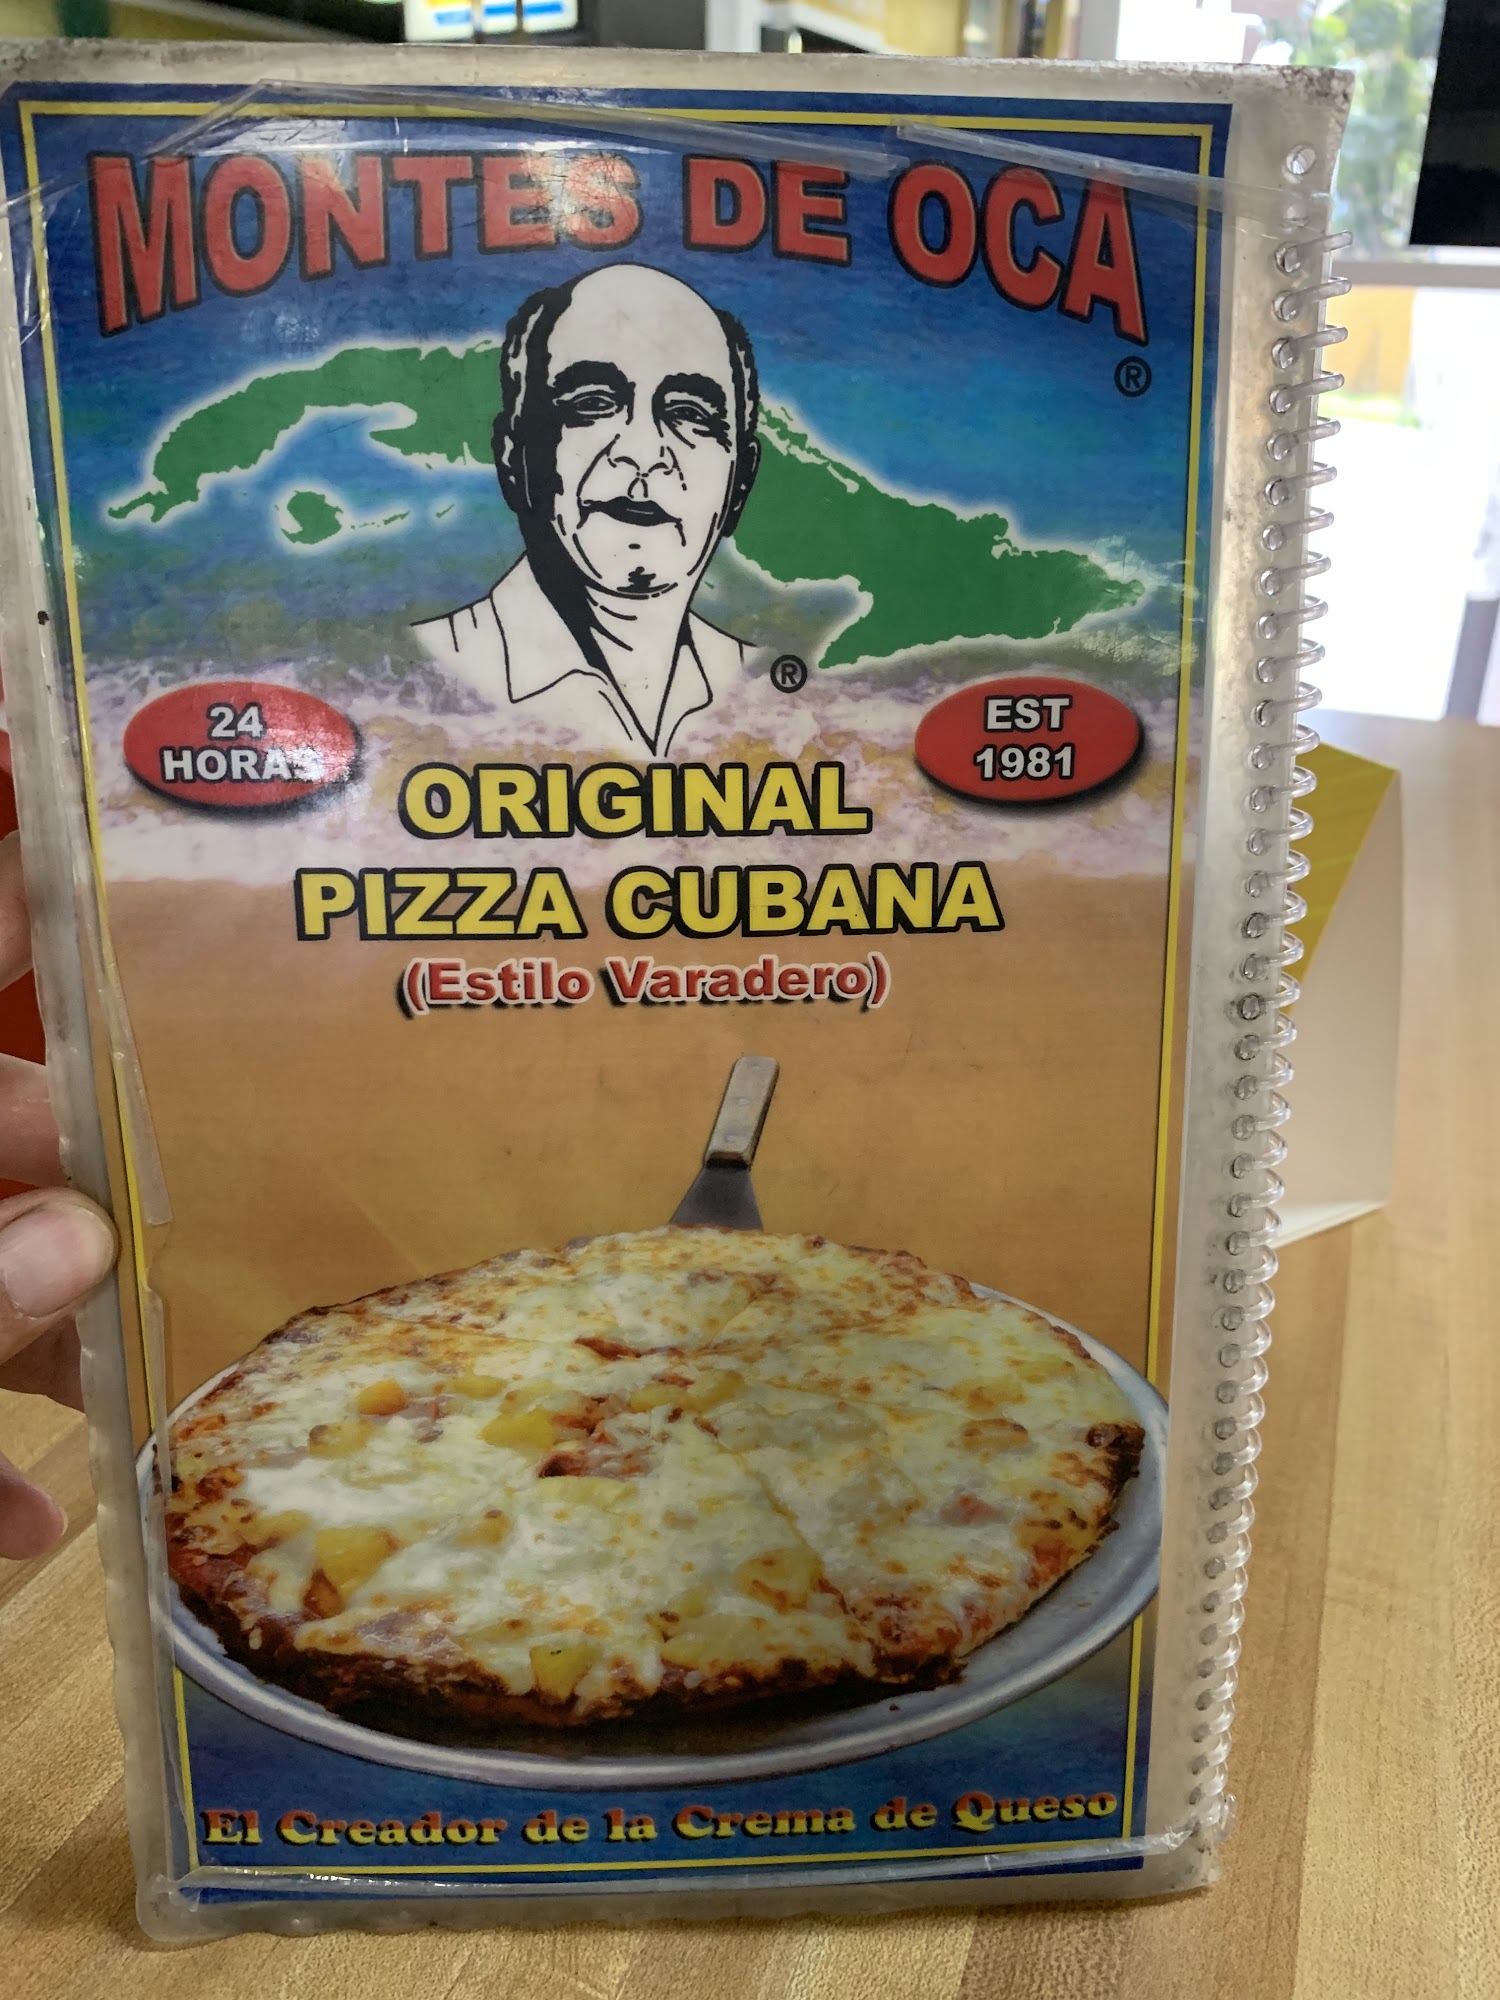 MONTES DE OCA
®
®
24
HORAS
EST
1981
ORIGINAL
PIZZA CUBANA
(Estilo Varadero)
El Creador de la Crema de Queso